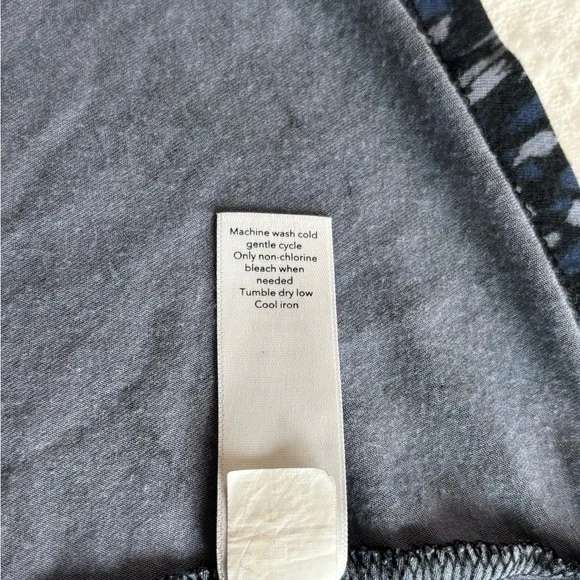 Machine wash cold
gentle cycle
Only non-chlorine
bleach when
needed
Tumble dry low
Cool iron